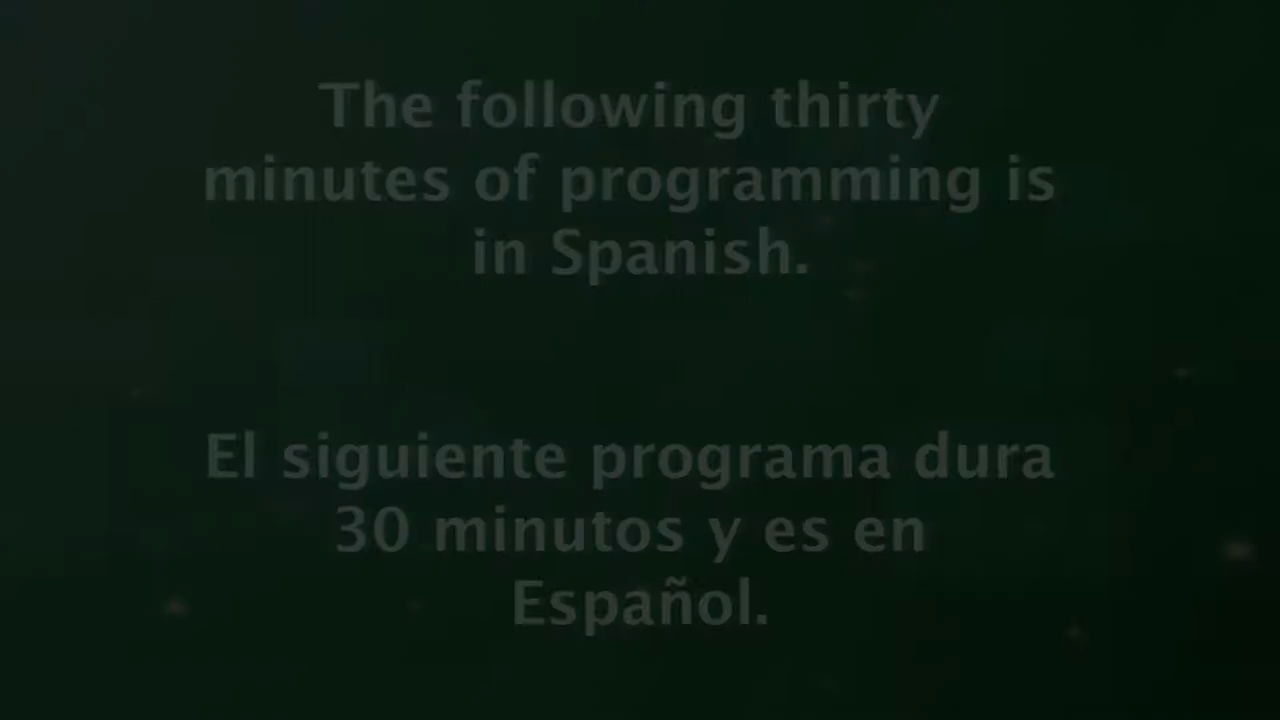 The following thirty
minutes of programming is
in Spanish.
El siguiente programa dura
30 minutos y es en
Español.